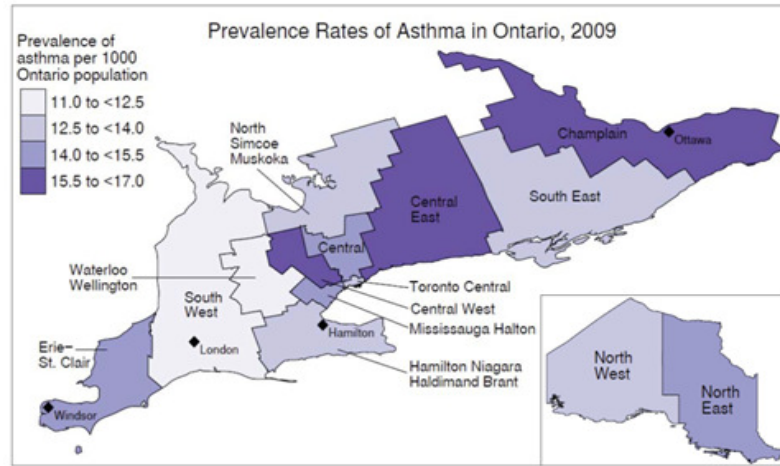 Prevalence Rates of Asthma in Ontario, 2009
Prevalence of
asthma per 1000
Ontario population
11.0 to <12.5
12.5 to <14.0
14.0 to <15.5
15.5 to <17.0
North
Simcoe
Muskoka
Champlain
Ottawa
South East
Central
East
Central
Waterloo
Wellington
Toronto Central
Central West
Mississauga Halton
South
West
London
Hamilton
Hamilton Niagara
Haldimand Brant
Erie–
St. Clair
Windsor
North
West
North
East